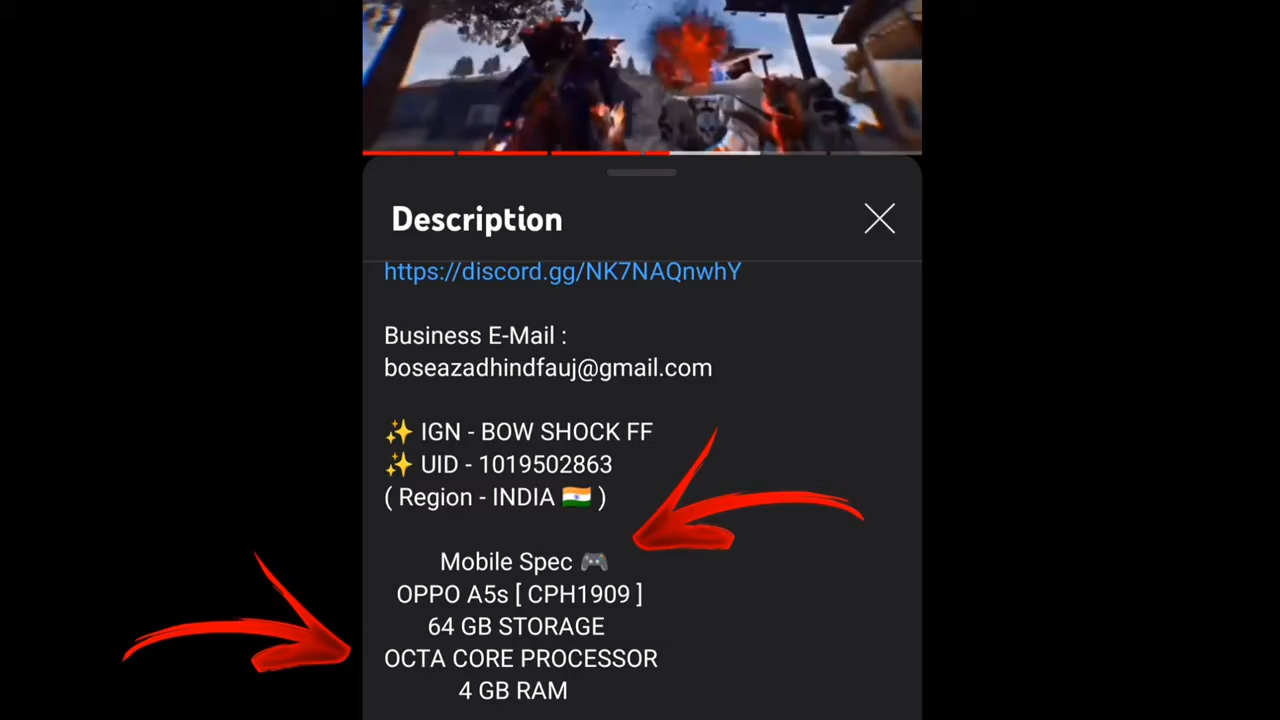 Description
https://discord.gg/NK7NAQnwhY
Business E-Mail :
boseazadhindfauj@gmail.com
✨ IGN - BOW SHOCK FF
✨ UID - 1019502863
( Region - INDIA 🇮🇳 )
Mobile Spec 🎮
OPPO A5s [ CPH1909 ]
64 GB STORAGE
OCTA CORE PROCESSOR
4 GB RAM